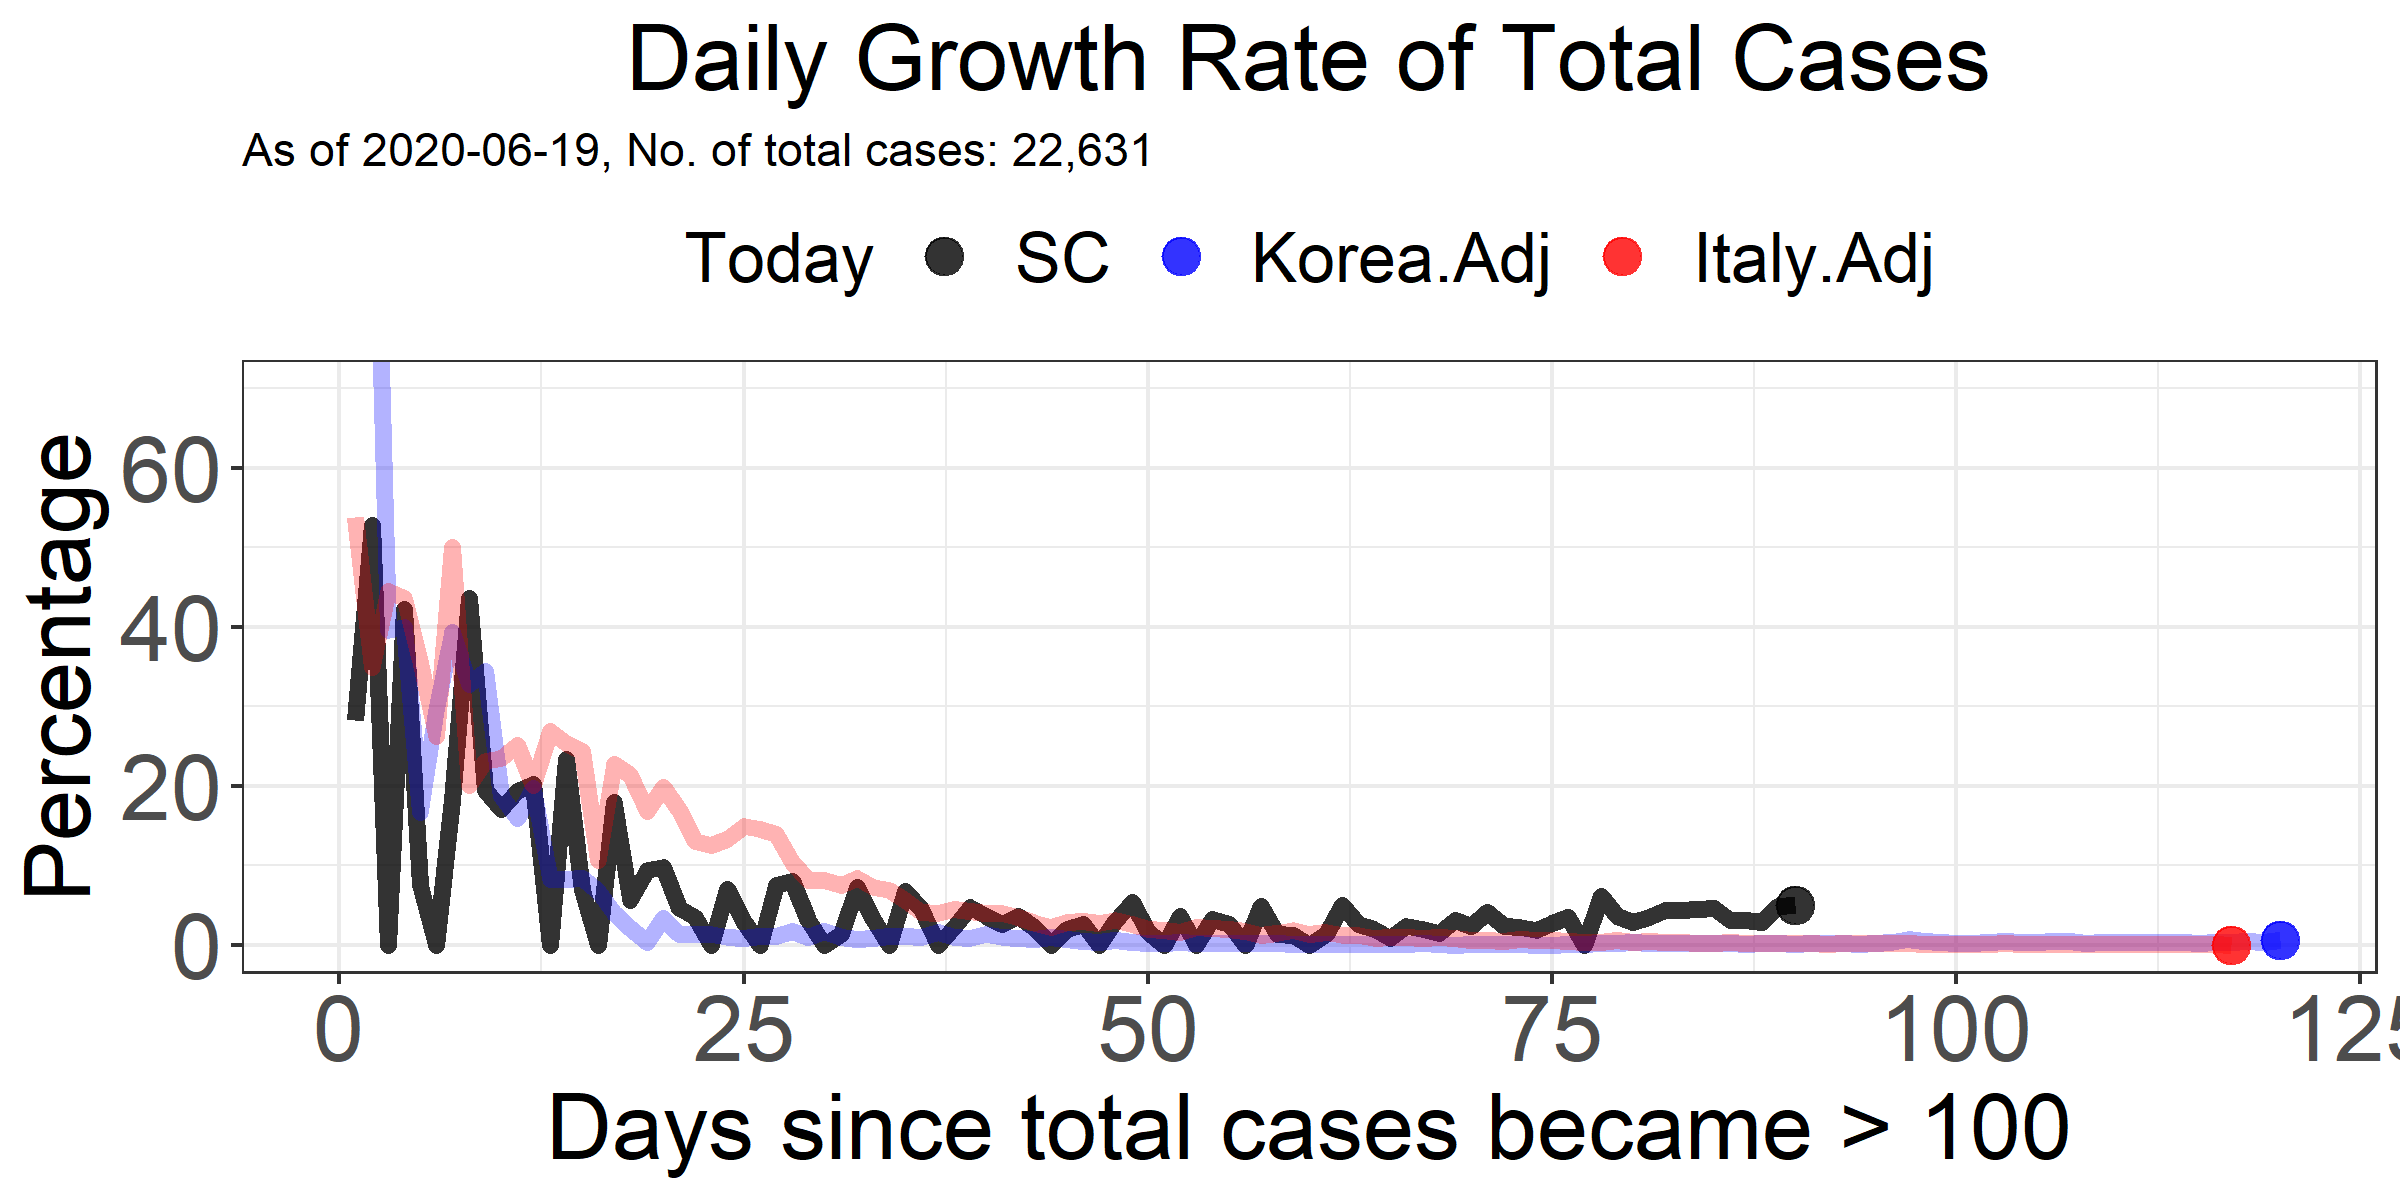 Daily Growth Rate of Total Cases
As of 2020-06-19, No. of total cases: 22,631
Today SC Korea.Adj Italy.Adj
Percentage
60
40
20
0
0 25 50 75 100 125
Days since total cases became > 100